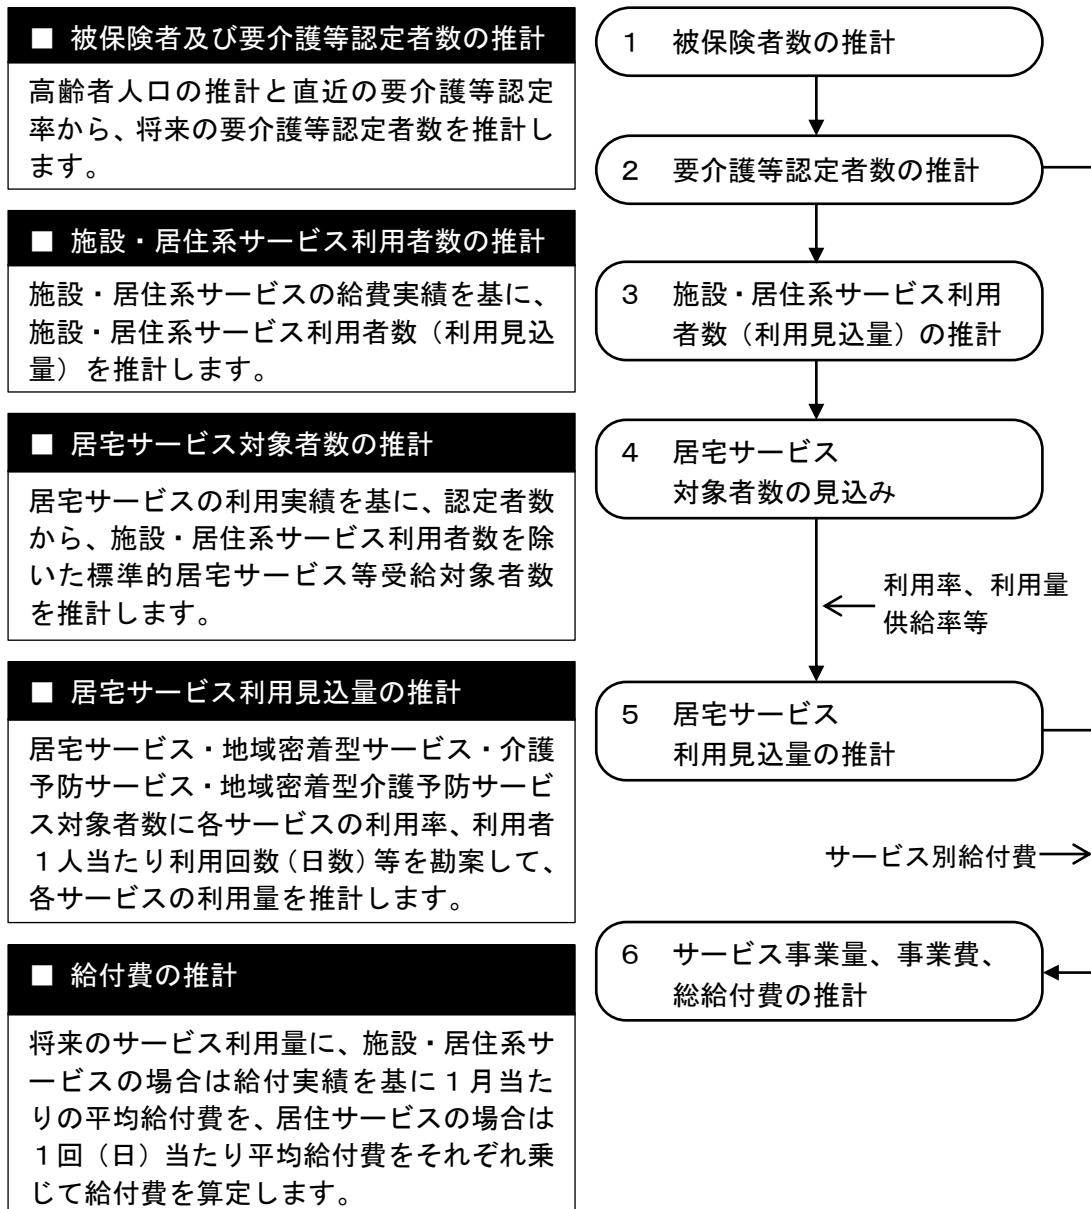 ■ 被保険者及び要介護等認定者数の推計
高齢者人口の推計と直近の要介護等認定
率から、将来の要介護等認定者数を推計し
ます。
■ 施設・居住系サービス利用者数の推計
施設・居住系サービスの給費実績を基に、
施設・居住系サービス利用者数（利用見込
量）を推計します。
■ 居宅サービス対象者数の推計
居宅サービスの利用実績を基に、認定者数
から、施設・居住系サービス利用者数を除
いた標準的居宅サービス等受給対象者数
を推計します。
■ 居宅サービス利用見込量の推計
居宅サービス・地域密着型サービス・介護
予防サービス・地域密着型介護予防サービ
ス対象者数に各サービスの利用率、利用者
１人当たり利用回数（日数）等を勘案して、
各サービスの利用量を推計します。
■ 給付費の推計
将来のサービス利用量に、施設・居住系サ
ービスの場合は給付実績を基に１月当た
りの平均給付費を、居住サービスの場合は
１回（日）当たり平均給付費をそれぞれ乗
じて給付費を算定します。
１ 被保険者数の推計
２ 要介護等認定者数の推計
３ 施設・居住系サービス利用
者数（利用見込量）の推計
４ 居宅サービス
対象者数の見込み
利用率、利用量
供給率等
５ 居宅サービス
利用見込量の推計
サービス別給付費
６ サービス事業量、事業費、
総給付費の推計